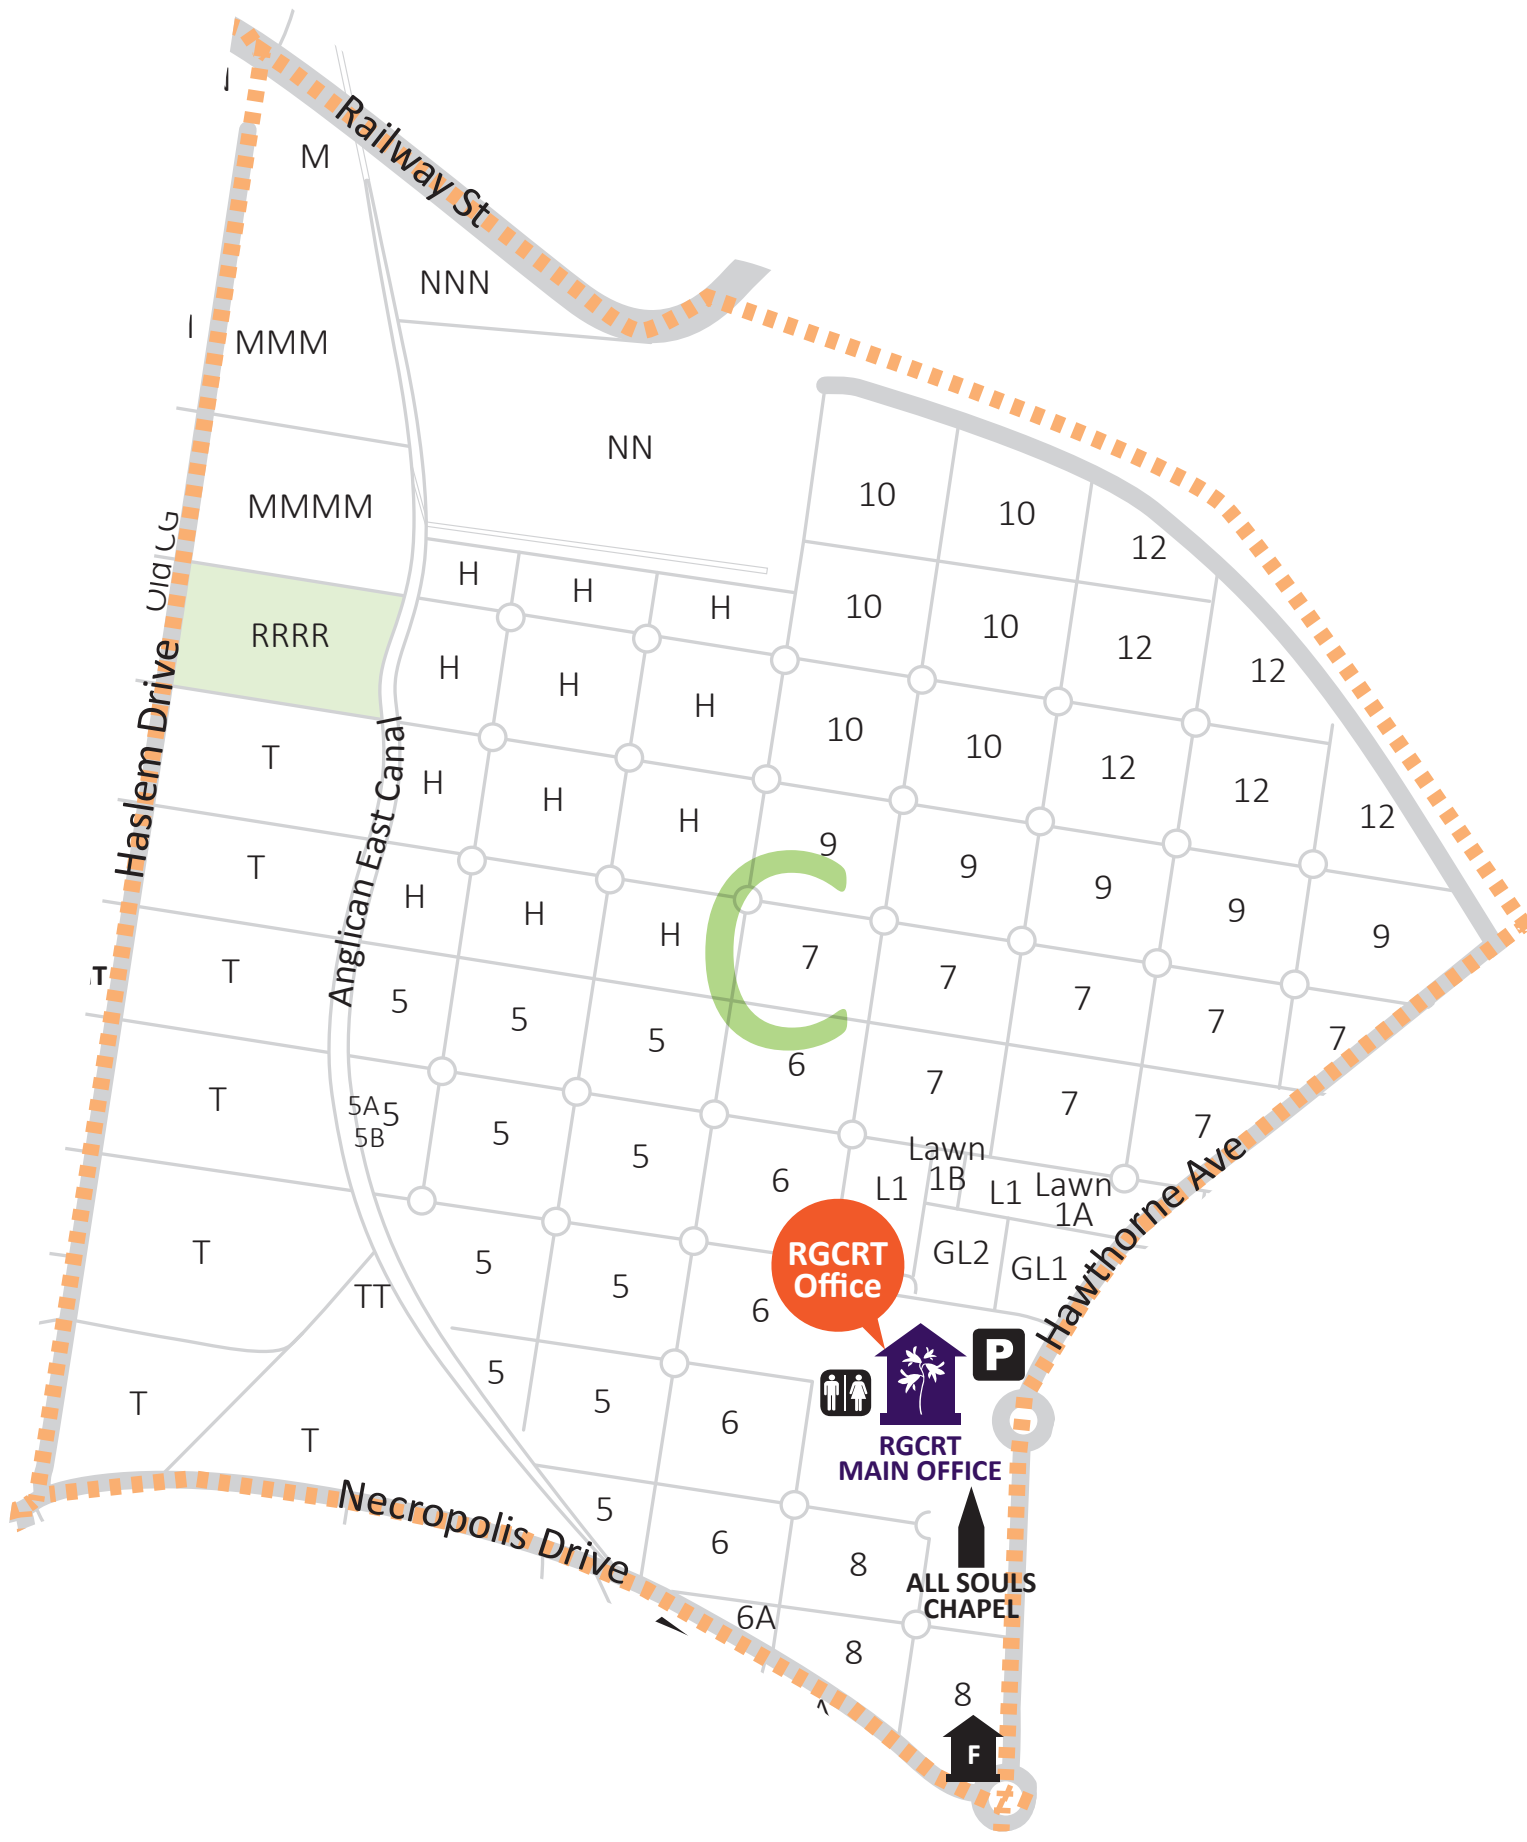 M
Railway St
NNN
MMM
NN
MMMM
10
10
12
H
H
H
10
10
12
12
RRRR
H
H
H
10
10
12
12
12
T
H
H
H
9
9
9
9
9
C
T
H
H
H
7
7
7
7
7
T
T
5
5
5
6
7
7
7
T
5A
5
5B
5
5
6
L1
Lawn
1B
L1
Lawn
1A
GL2
GL1
T
TT
5
5
6
RGCRT
Office
P
Haslem Drive
Anglican East Canal
Hawthorne Ave
T
T
5
5
6
RGCRT
MAIN OFFICE
Necropolis Drive
5
6
8
ALL SOULS
CHAPEL
6A
8
8
F